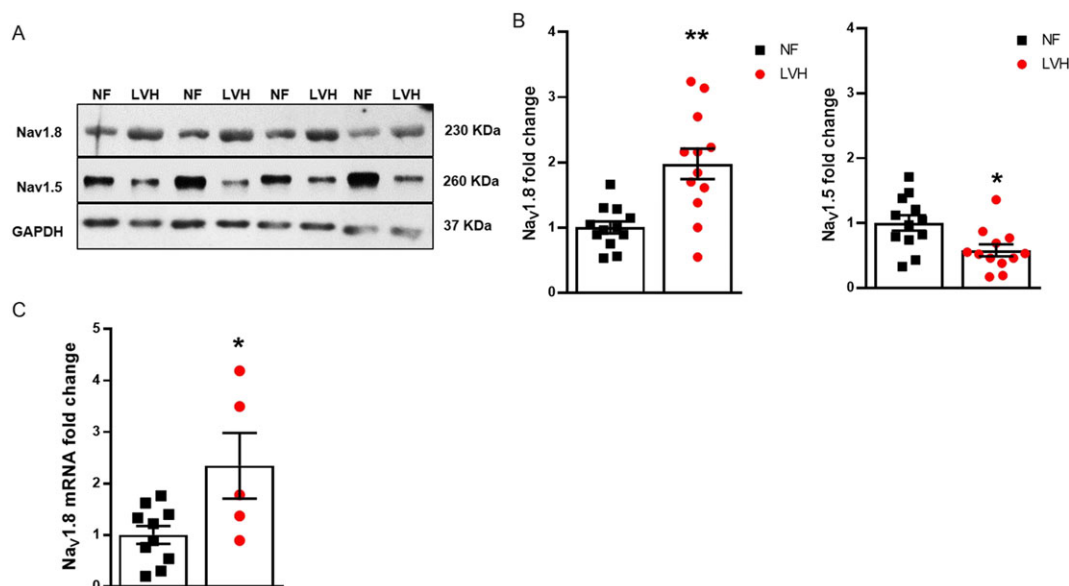 A
NF LVH NF LVH NF LVH NF LVH
Nav1.8 230 KDa
Nav1.5 260 KDa
GAPDH 37 KDa
B
Nav1.8 fold change
4
3
2
1
0
**
NF
LVH
Nav1.5 fold change
4
3
2
1
0
*
NF
LVH
C
Nav1.8 mRNA fold change
5
4
3
2
1
0
*